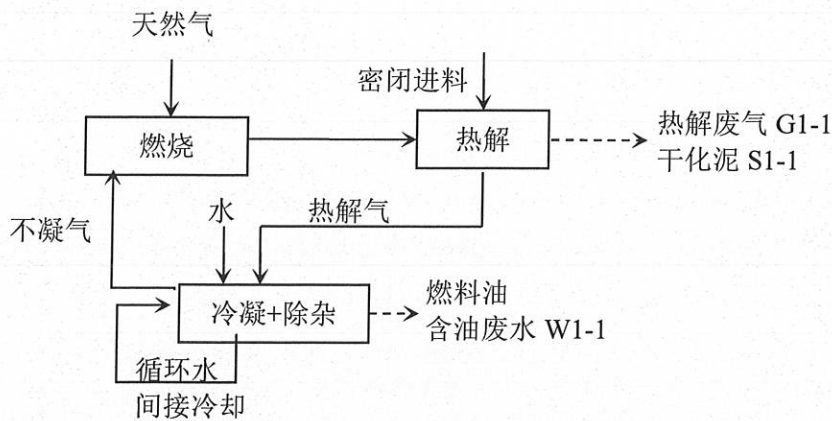 天然气
密闭进料
燃烧
热解
热解废气 G1-1
干化泥 S1-1
不凝气
水
热解气
冷凝+除杂
燃料油
含油废水 W1-1
循环水
间接冷却